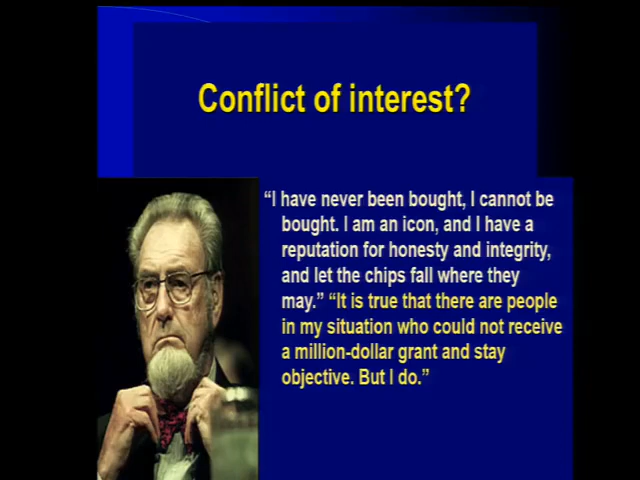 Conflict of interest?
“I have never been bought, I cannot be
bought. I am an icon, and I have a
reputation for honesty and integrity,
and let the chips fall where they
may.” “It is true that there are people
in my situation who could not receive
a million-dollar grant and stay
objective. But I do.”